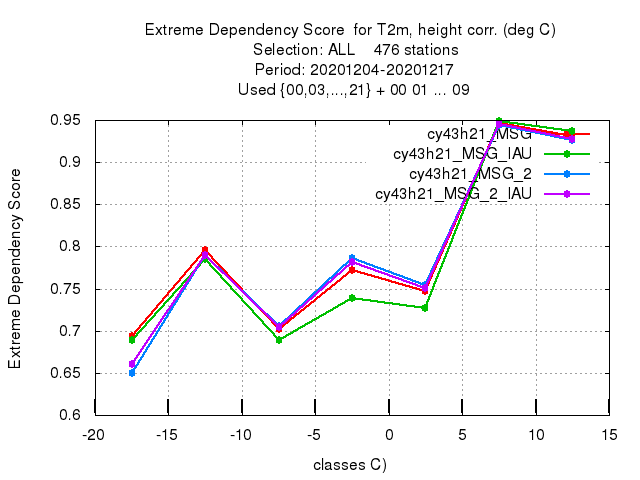 Extreme Dependency Score  for T2m, height corr. (deg C)
Selection: ALL    476 stations
Period: 20201204-20201217
Used {00,03,...,21} + 00 01 ... 09
0.95
0.9
0.85
0.8
0.75
0.7
0.65
0.6
Extreme Dependency Score
cy43h21_MSG
cy43h21_MSG_IAU
cy43h21_MSG_2
cy43h21_MSG_2_IAU
-20 -15 -10 -5 0 5 10 15
classes C)